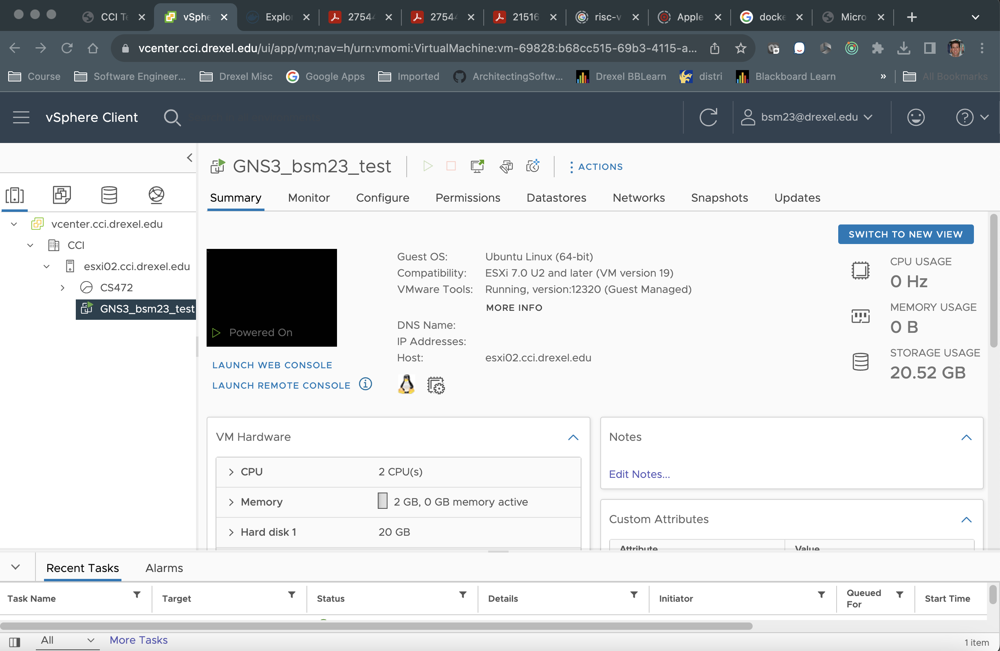 CCI Te
vSphe
Explor
27544
27544
21516
risc-v
Apple
docke
Micro
vcenter.cci.drexel.edu/ui/app/vm;nav=h/urn:vmomi:VirtualMachine:vm-69828:b68cc515-69b3-4115-a...
Course
Software Engineer...
Drexel Misc
Google Apps
Imported
ArchitectingSoftw...
Drexel BBLearn
distri
Blackboard Learn
»
All Bookmarks
vSphere Client
bsm23@drexel.edu
GNS3_bsm23_test
ACTIONS
Summary
Monitor
Configure
Permissions
Datastores
Networks
Snapshots
Updates
vcenter.cci.drexel.edu
CCI
esxi02.cci.drexel.edu
CS472
GNS3_bsm23_test
SWITCH TO NEW VIEW
Powered On
LAUNCH WEB CONSOLE
LAUNCH REMOTE CONSOLE
Guest OS: Ubuntu Linux (64-bit)
Compatibility: ESXi 7.0 U2 and later (VM version 19)
VMware Tools: Running, version:12320 (Guest Managed)
MORE INFO
DNS Name:
IP Addresses:
Host: esxi02.cci.drexel.edu
CPU USAGE
0 Hz
MEMORY USAGE
0 B
STORAGE USAGE
20.52 GB
VM Hardware
CPU 2 CPU(s)
Memory 2 GB, 0 GB memory active
Hard disk 1 20 GB
Notes
Edit Notes...
Custom Attributes
Attribute Value
Recent Tasks
Alarms
Task Name
Target
Status
Details
Initiator
Queued
For
Start Time
All
More Tasks
1 item